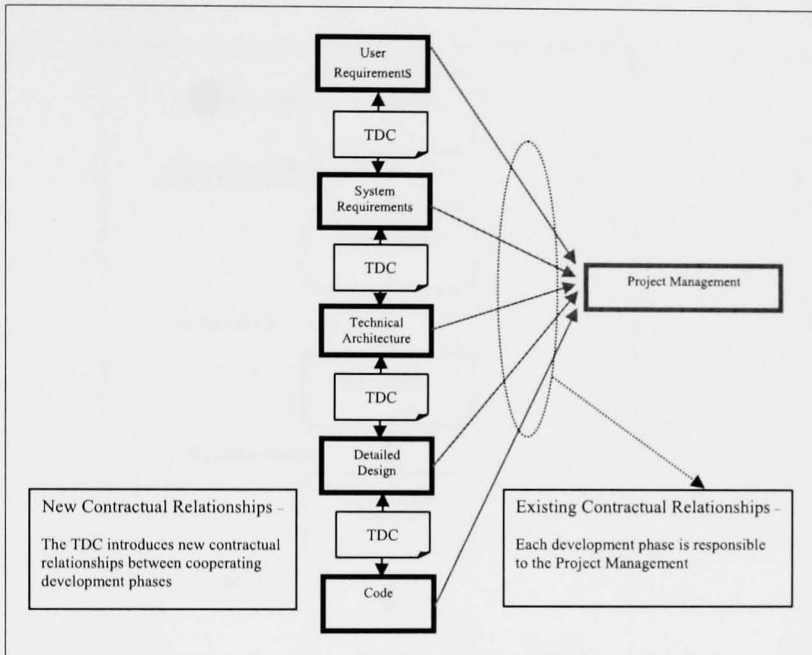 User
Requirements
TDC
System
Requirements
TDC
Technical
Architecture
TDC
Detailed
Design
TDC
Code
Project Management
New Contractual Relationships –
The TDC introduces new contractual
relationships between cooperating
development phases
Existing Contractual Relationships –
Each development phase is responsible
to the Project Management